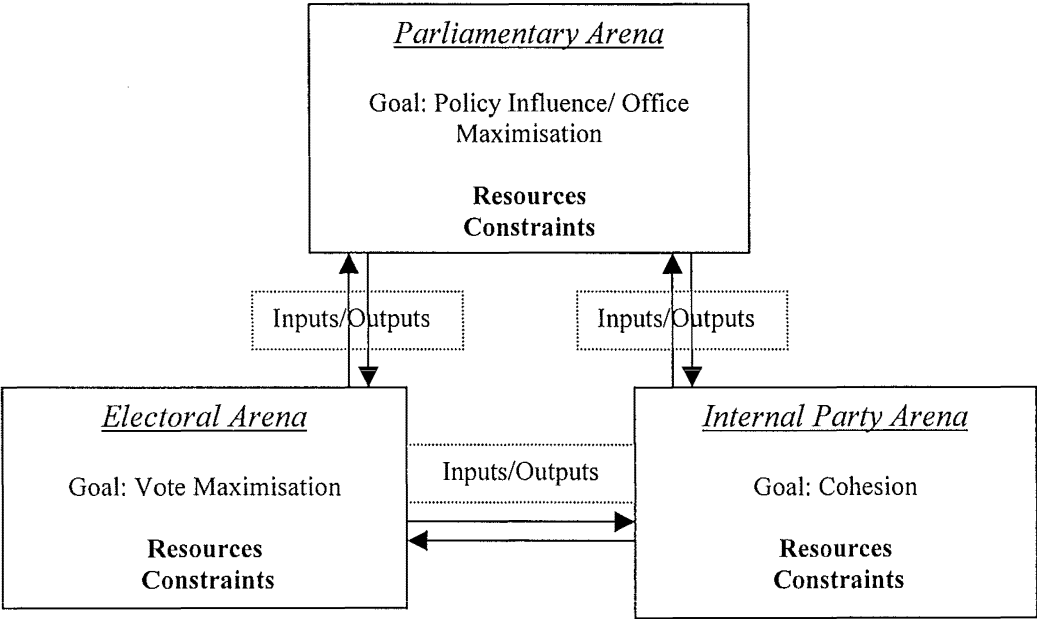 Parliamentary Arena
Goal: Policy Influence/ Office
Maximisation
Resources
Constraints
Inputs/Outputs
Inputs/Outputs
Electoral Arena
Goal: Vote Maximisation
Resources
Constraints
Inputs/Outputs
Internal Party Arena
Goal: Cohesion
Resources
Constraints